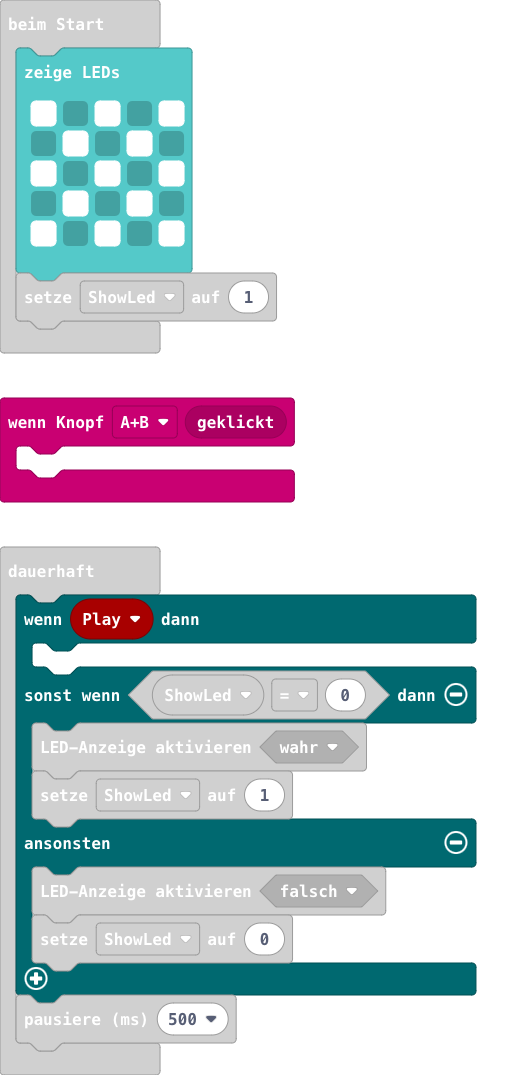 beim Start
zeige LEDs
setze ShowLed auf 1
wenn Knopf A+B geklickt
dauerhaft
wenn Play dann
sonst wenn ShowLed = 0 dann
LED-Anzeige aktivieren wahr
setze ShowLed auf 1
ansonsten
LED-Anzeige aktivieren falsch
setze ShowLed auf 0
pausiere (ms) 500